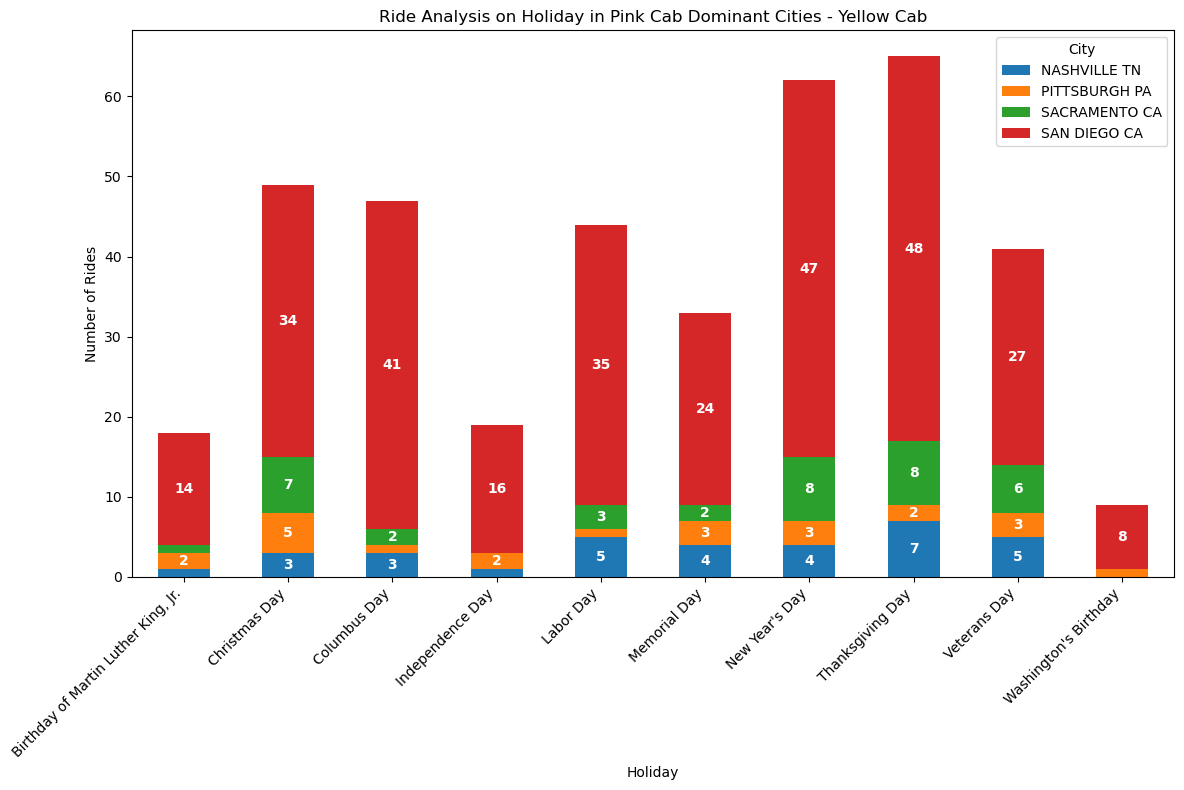 Ride Analysis on Holiday in Pink Cab Dominant Cities - Yellow Cab
City
NASHVILLE TN
PITTSBURGH PA
SACRAMENTO CA
SAN DIEGO CA
Number of Rides
60
50
40
30
20
10
0
14
2
34
7
5
3
41
2
3
16
2
35
3
5
24
2
3
4
47
8
3
4
48
8
2
7
27
6
3
5
8
Birthday of Martin Luther King, Jr.
Christmas Day
Columbus Day
Independence Day
Labor Day
Memorial Day
New Year's Day
Thanksgiving Day
Veterans Day
Washington's Birthday
Holiday